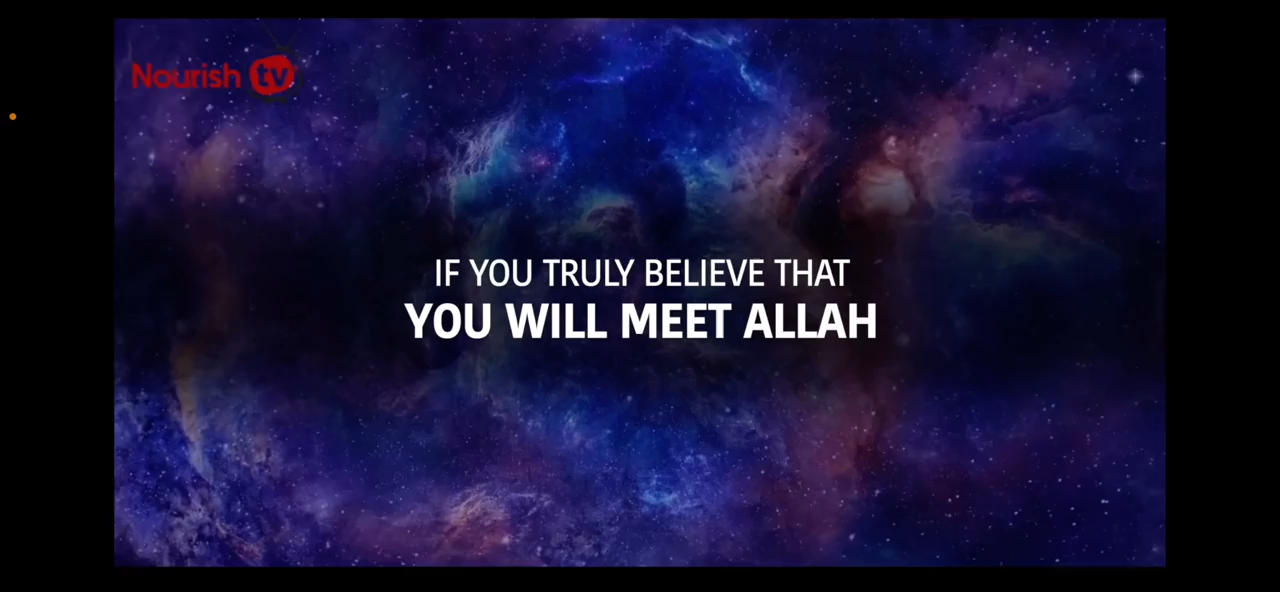 Nourish tv
IF YOU TRULY BELIEVE THAT
YOU WILL MEET ALLAH